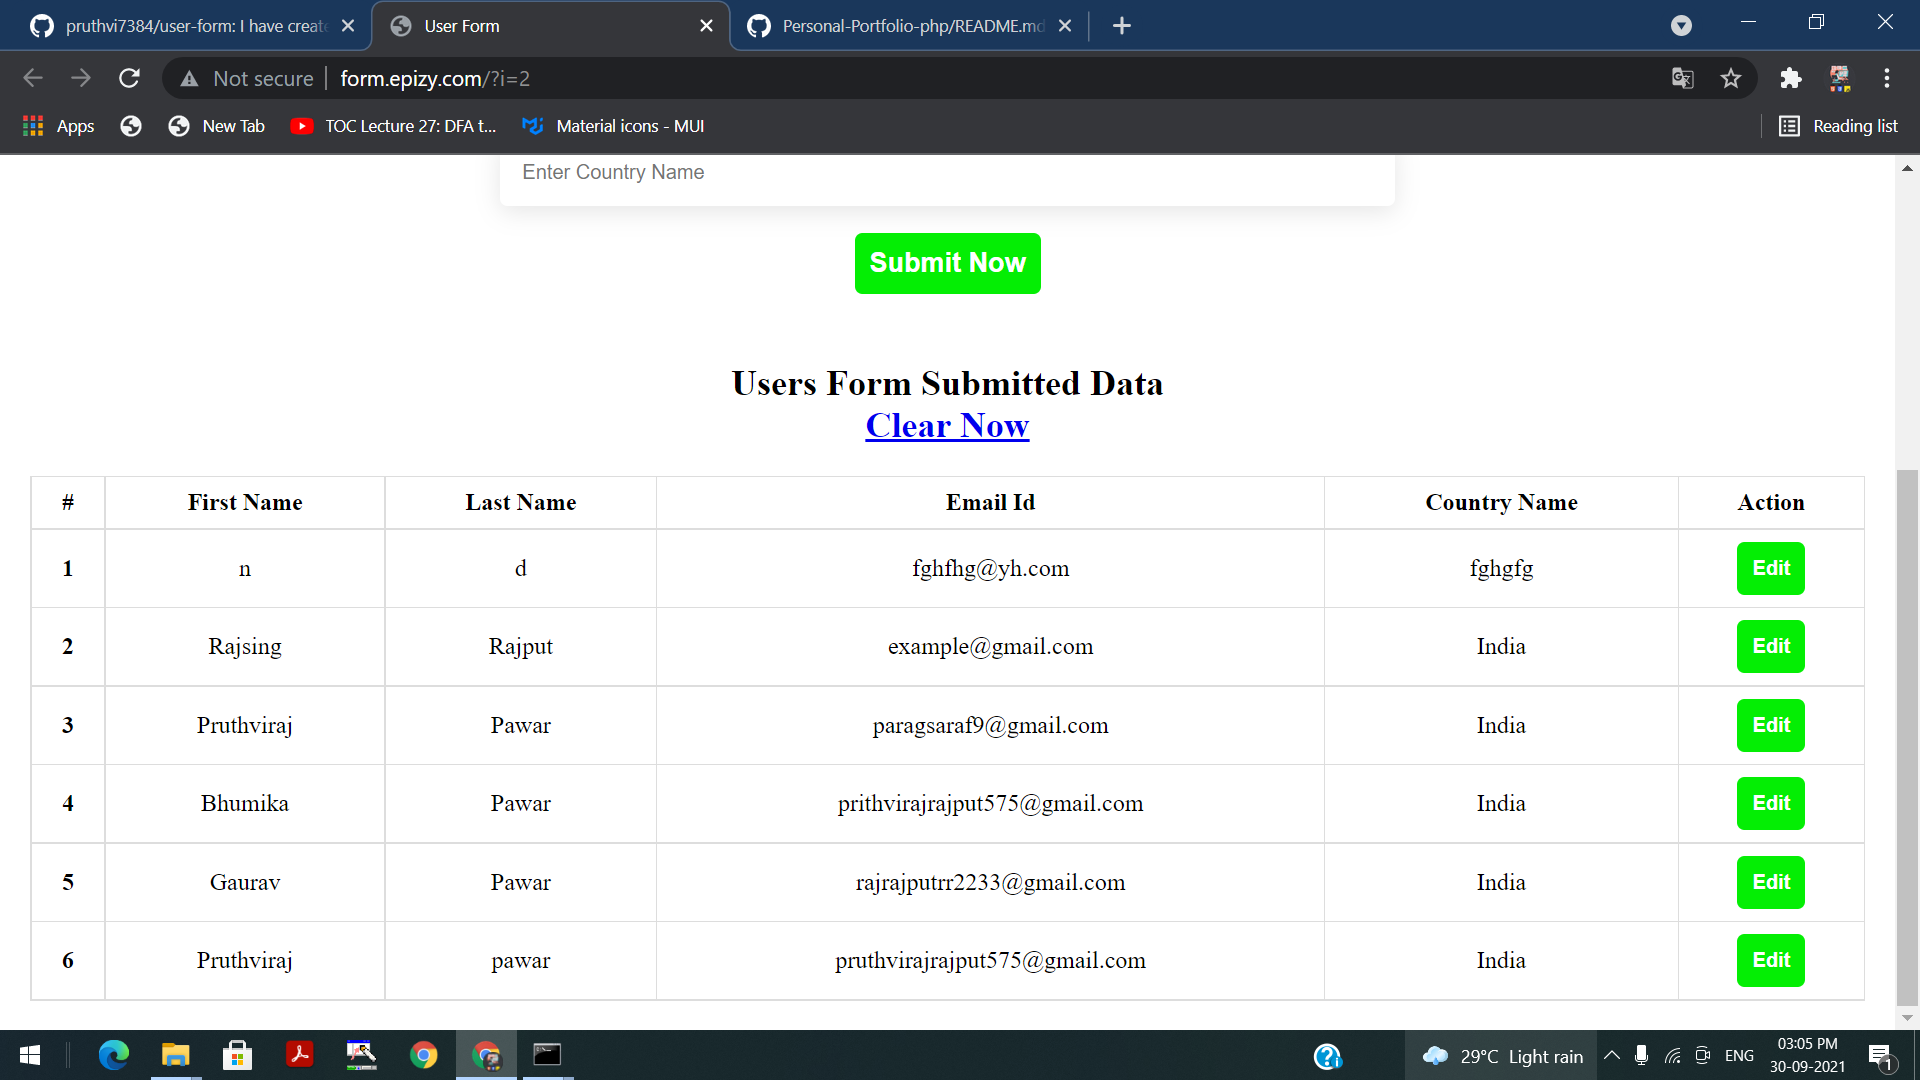 pruthvi7384/user-form: I have create
User Form
Personal-Portfolio-php/README.md
Not secure
form.epizy.com/?i=2
Apps
New Tab
TOC Lecture 27: DFA t...
Material icons - MUI
Reading list
Enter Country Name
Submit Now
Users Form Submitted Data
Clear Now
# First Name Last Name Email Id Country Name Action
1 n d fghfhg@yh.com fghgfg Edit
2 Rajsing Rajput example@gmail.com India Edit
3 Pruthviraj Pawar paragsaraf9@gmail.com India Edit
4 Bhumika Pawar prithvirajrajput575@gmail.com India Edit
5 Gaurav Pawar rajrajputrr2233@gmail.com India Edit
6 Pruthviraj pawar pruthvirajrajput575@gmail.com India Edit
29°C Light rain
ENG
03:05 PM
30-09-2021
1